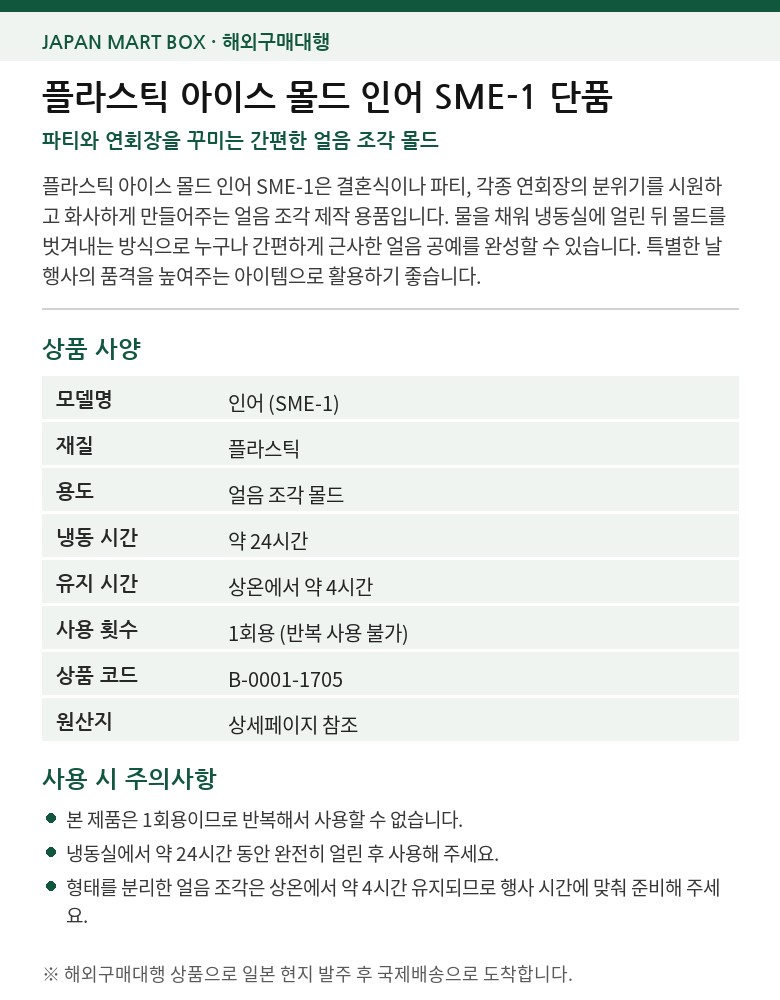 JAPAN MART BOX · 해외구매대행
플라스틱 아이스 몰드 인어 SME-1 단품
파티와 연회장을 꾸미는 간편한 얼음 조각 몰드
플라스틱 아이스 몰드 인어 SME-1은 결혼식이나 파티, 각종 연회장의 분위기를 시원하
고 화사하게 만들어주는 얼음 조각 제작 용품입니다. 물을 채워 냉동실에 얼린 뒤 몰드를
벗겨내는 방식으로 누구나 간편하게 근사한 얼음 공예를 완성할 수 있습니다. 특별한 날
행사의 품격을 높여주는 아이템으로 활용하기 좋습니다.
상품 사양
모델명 인어 (SME-1)
재질 플라스틱
용도 얼음 조각 몰드
냉동 시간 약 24시간
유지 시간 상온에서 약 4시간
사용 횟수 1회용 (반복 사용 불가)
상품 코드 B-0001-1705
원산지 상세페이지 참조
사용 시 주의사항
● 본 제품은 1회용이므로 반복해서 사용할 수 없습니다.
● 냉동실에서 약 24시간 동안 완전히 얼린 후 사용해 주세요.
● 형태를 분리한 얼음 조각은 상온에서 약 4시간 유지되므로 행사 시간에 맞춰 준비해 주세
요.
※ 해외구매대행 상품으로 일본 현지 발주 후 국제배송으로 도착합니다.